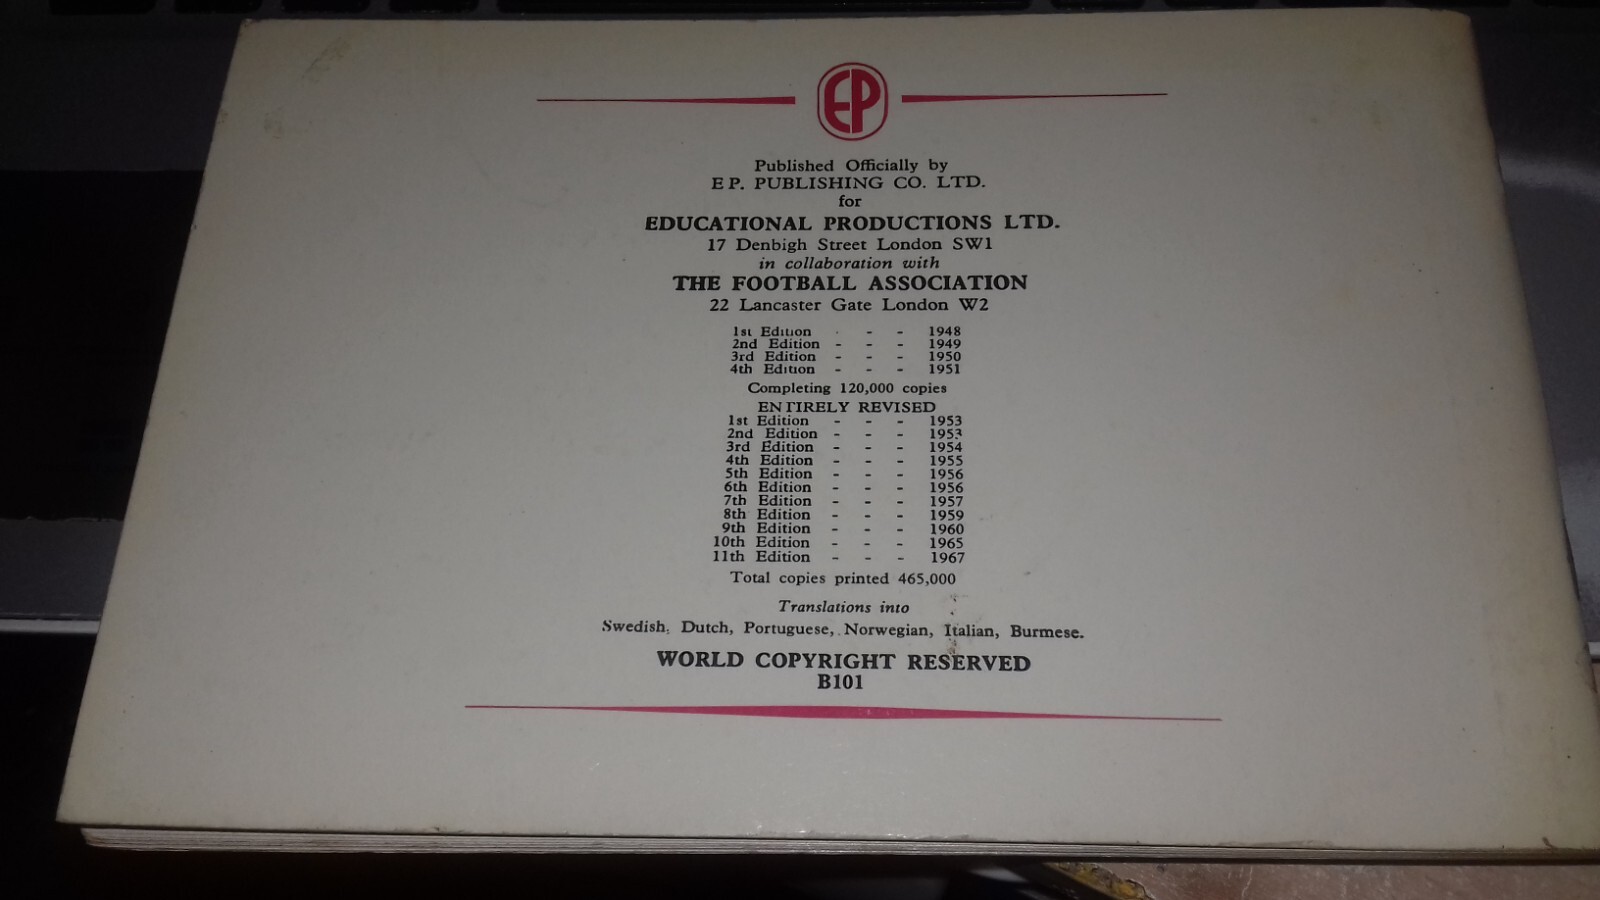 EP
Published Officially by
E P. PUBLISHING CO. LTD.
for
EDUCATIONAL PRODUCTIONS LTD.
17 Denbigh Street London SW1
in collaboration with
THE FOOTBALL ASSOCIATION
22 Lancaster Gate London W2
1st Edition - - - 1948
2nd Edition - - - 1949
3rd Edition - - - 1950
4th Edition - - - 1951
Completing 120,000 copies
ENTIRELY REVISED
1st Edition - - - 1953
2nd Edition - - - 1953
3rd Edition - - - 1954
4th Edition - - - 1955
5th Edition - - - 1956
6th Edition - - - 1956
7th Edition - - - 1957
8th Edition - - - 1959
9th Edition - - - 1960
10th Edition - - - 1965
11th Edition - - - 1967
Total copies printed 465,000
Translations into
Swedish, Dutch, Portuguese, Norwegian, Italian, Burmese.
WORLD COPYRIGHT RESERVED
B101